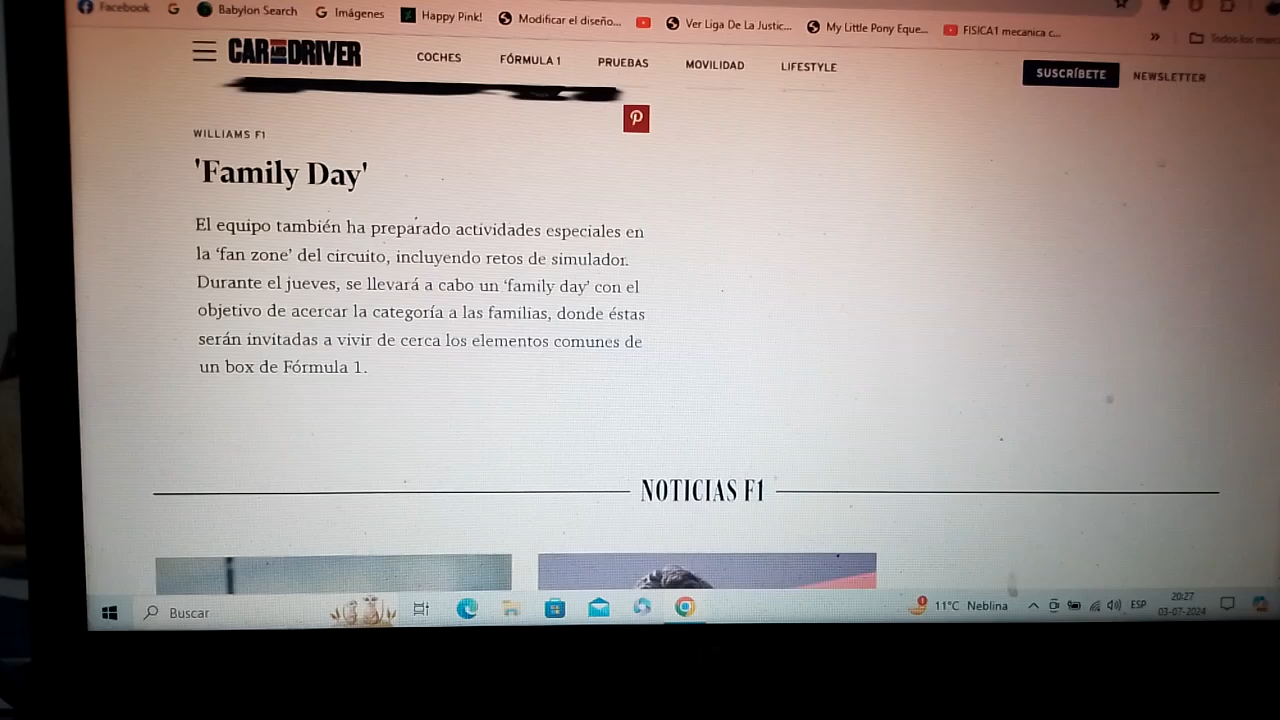 Facebook
Babylon Search
Imágenes
Happy Pink!
Modificar el diseño...
Ver Liga De La Justic...
My Little Pony Eque...
FISICA1 mecanica c...
»
Todos los
CAR AND DRIVER
COCHES
FÓRMULA 1
PRUEBAS
MOVILIDAD
LIFESTYLE
SUSCRÍBETE
NEWSLETTER
WILLIAMS F1
'Family Day'
El equipo también ha preparado actividades especiales en
la ‘fan zone’ del circuito, incluyendo retos de simulador.
Durante el jueves, se llevará a cabo un ‘family day’ con el
objetivo de acercar la categoría a las familias, donde éstas
serán invitadas a vivir de cerca los elementos comunes de
un box de Fórmula 1.
NOTICIAS F1
Buscar
11°C Neblina
ESP
20:27
03-07-2024